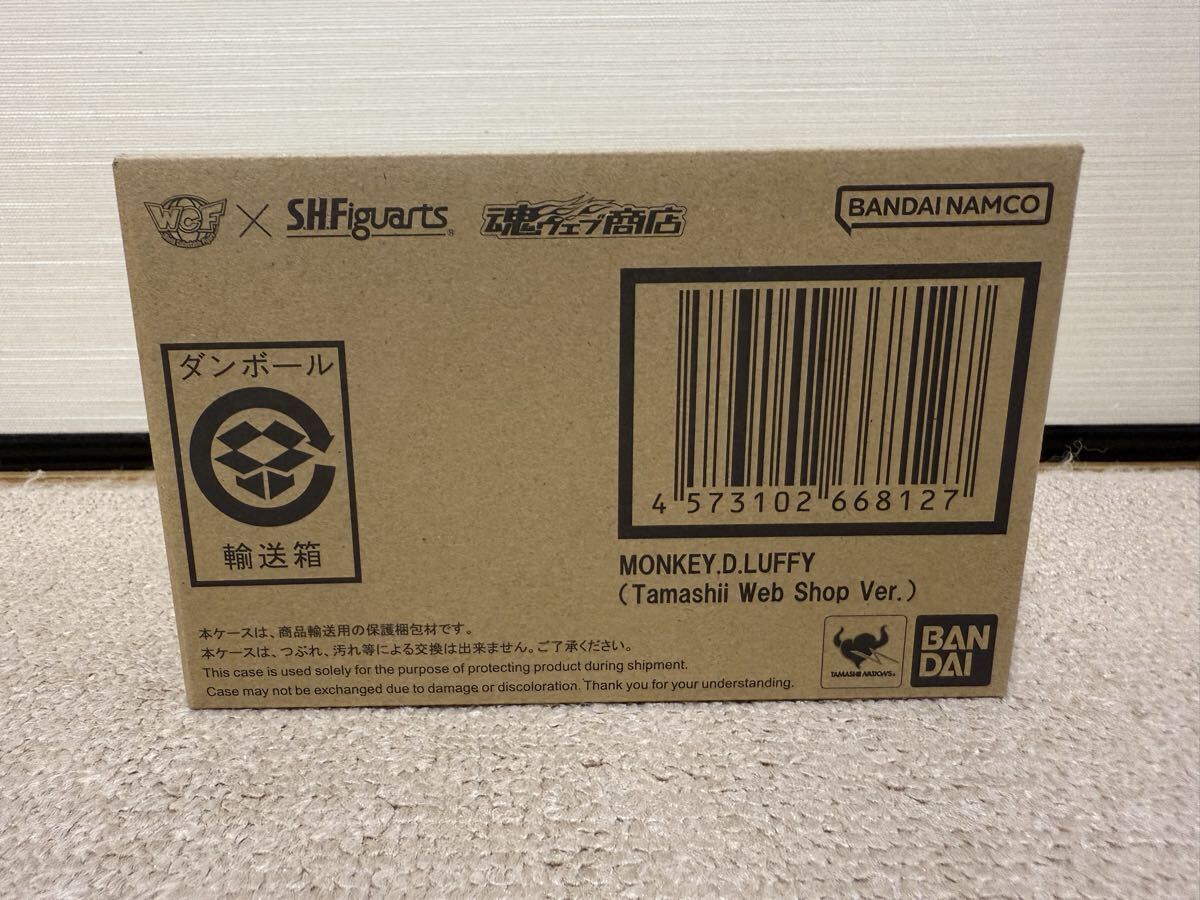 WCF × S.H.Figuarts® 魂ウェブ商店
BANDAI NAMCO
ダンボール
輸送箱
4 573102 668127
MONKEY.D.LUFFY
(Tamashii Web Shop Ver.)
本ケースは、商品輸送用の保護梱包材です。
本ケースは、つぶれ、汚れ等による交換は出来ません。ご了承ください。
This case is used solely for the purpose of protecting product during shipment.
Case may not be exchanged due to damage or discoloration. Thank you for your understanding.
TAMASHII NATIONS
BAN
DAI